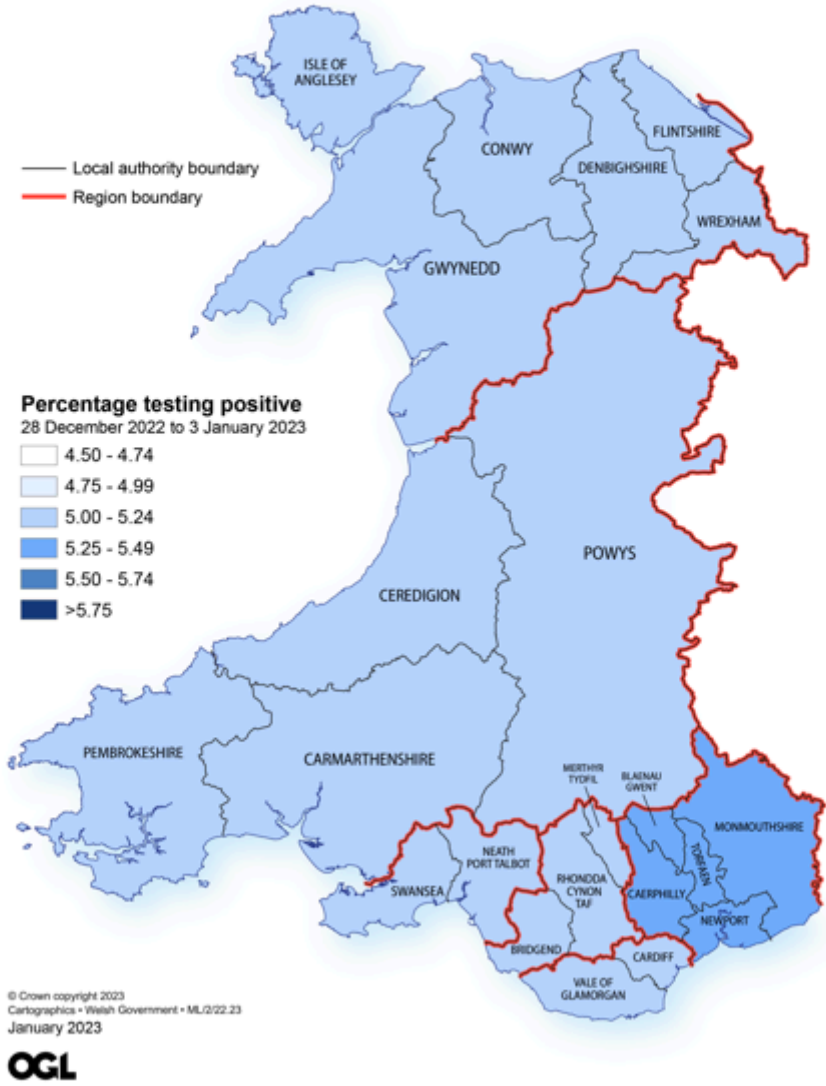 ISLE OF
ANGLESEY
FLINTSHIRE
CONWY
DENBIGHSHIRE
Local authority boundary
Region boundary
WREXHAM
GWYNEDD
Percentage testing positive
28 December 2022 to 3 January 2023
4.50 - 4.74
4.75 - 4.99
5.00 - 5.24
5.25 - 5.49
5.50 - 5.74
>5.75
POWYS
CEREDIGION
PEMBROKESHIRE
CARMARTHENSHIRE
MERTHYR
TYDFIL
BLAENAU
GWENT
MONMOUTHSHIRE
NEATH
PORT TALBOT
TORFAEN
SWANSEA
RHONDDA
CYNON
TAF
CAERPHILLY
NEWPORT
BRIDGEND
CARDIFF
VALE OF
GLAMORGAN
© Crown copyright 2023
Cartographics • Welsh Government • ML/2/22.23
January 2023
OGL